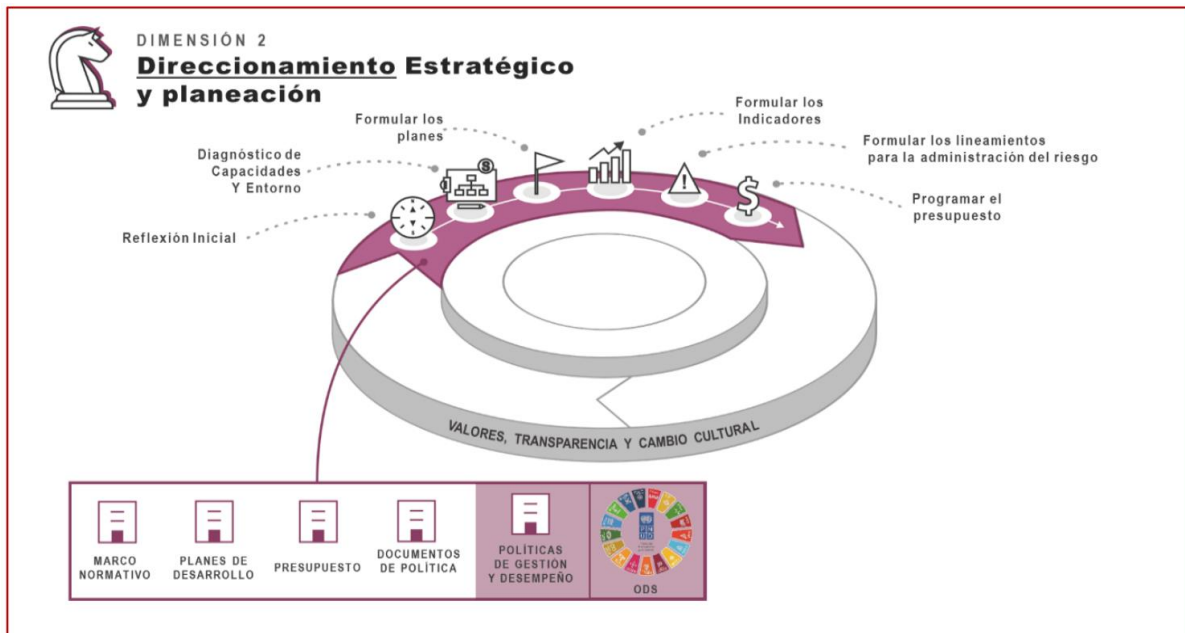 DIMENSIÓN 2
Direccionamiento Estratégico
y planeación
Formular los
planes
Formular los
Indicadores
Diagnóstico de
Capacidades
Y Entorno
Formular los lineamientos
para la administración del riesgo
Reflexión Inicial
Programar el
presupuesto
S
!
$
VALORES, TRANSPARENCIA Y CAMBIO CULTURAL
MARCO
NORMATIVO
PLANES DE
DESARROLLO
PRESUPUESTO
DOCUMENTOS
DE POLÍTICA
POLÍTICAS
DE GESTIÓN
Y DESEMPEÑO
ODS